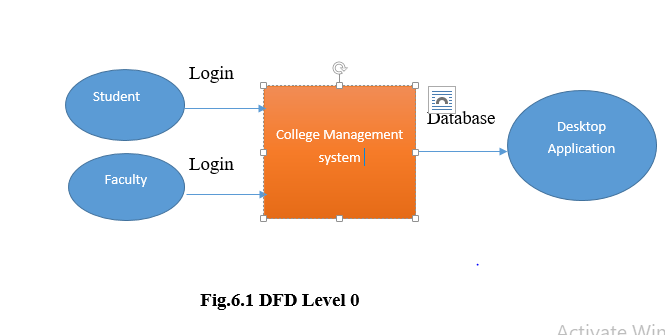 Login
Student
College Management
system
Database
Desktop
Application
Login
Faculty
Fig.6.1 DFD Level 0
Activate Win